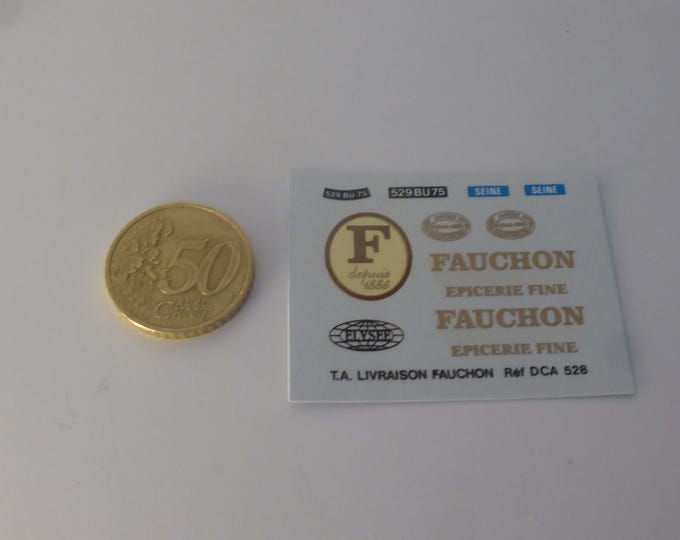 50
EURO
CENT
529 BU 75
529 BU 75
SEINE
SEINE
F
depuis
1886
FAUCHON
EPICERIE FINE
ELYSEE
FAUCHON
EPICERIE FINE
T.A. LIVRAISON FAUCHON Réf DCA 528